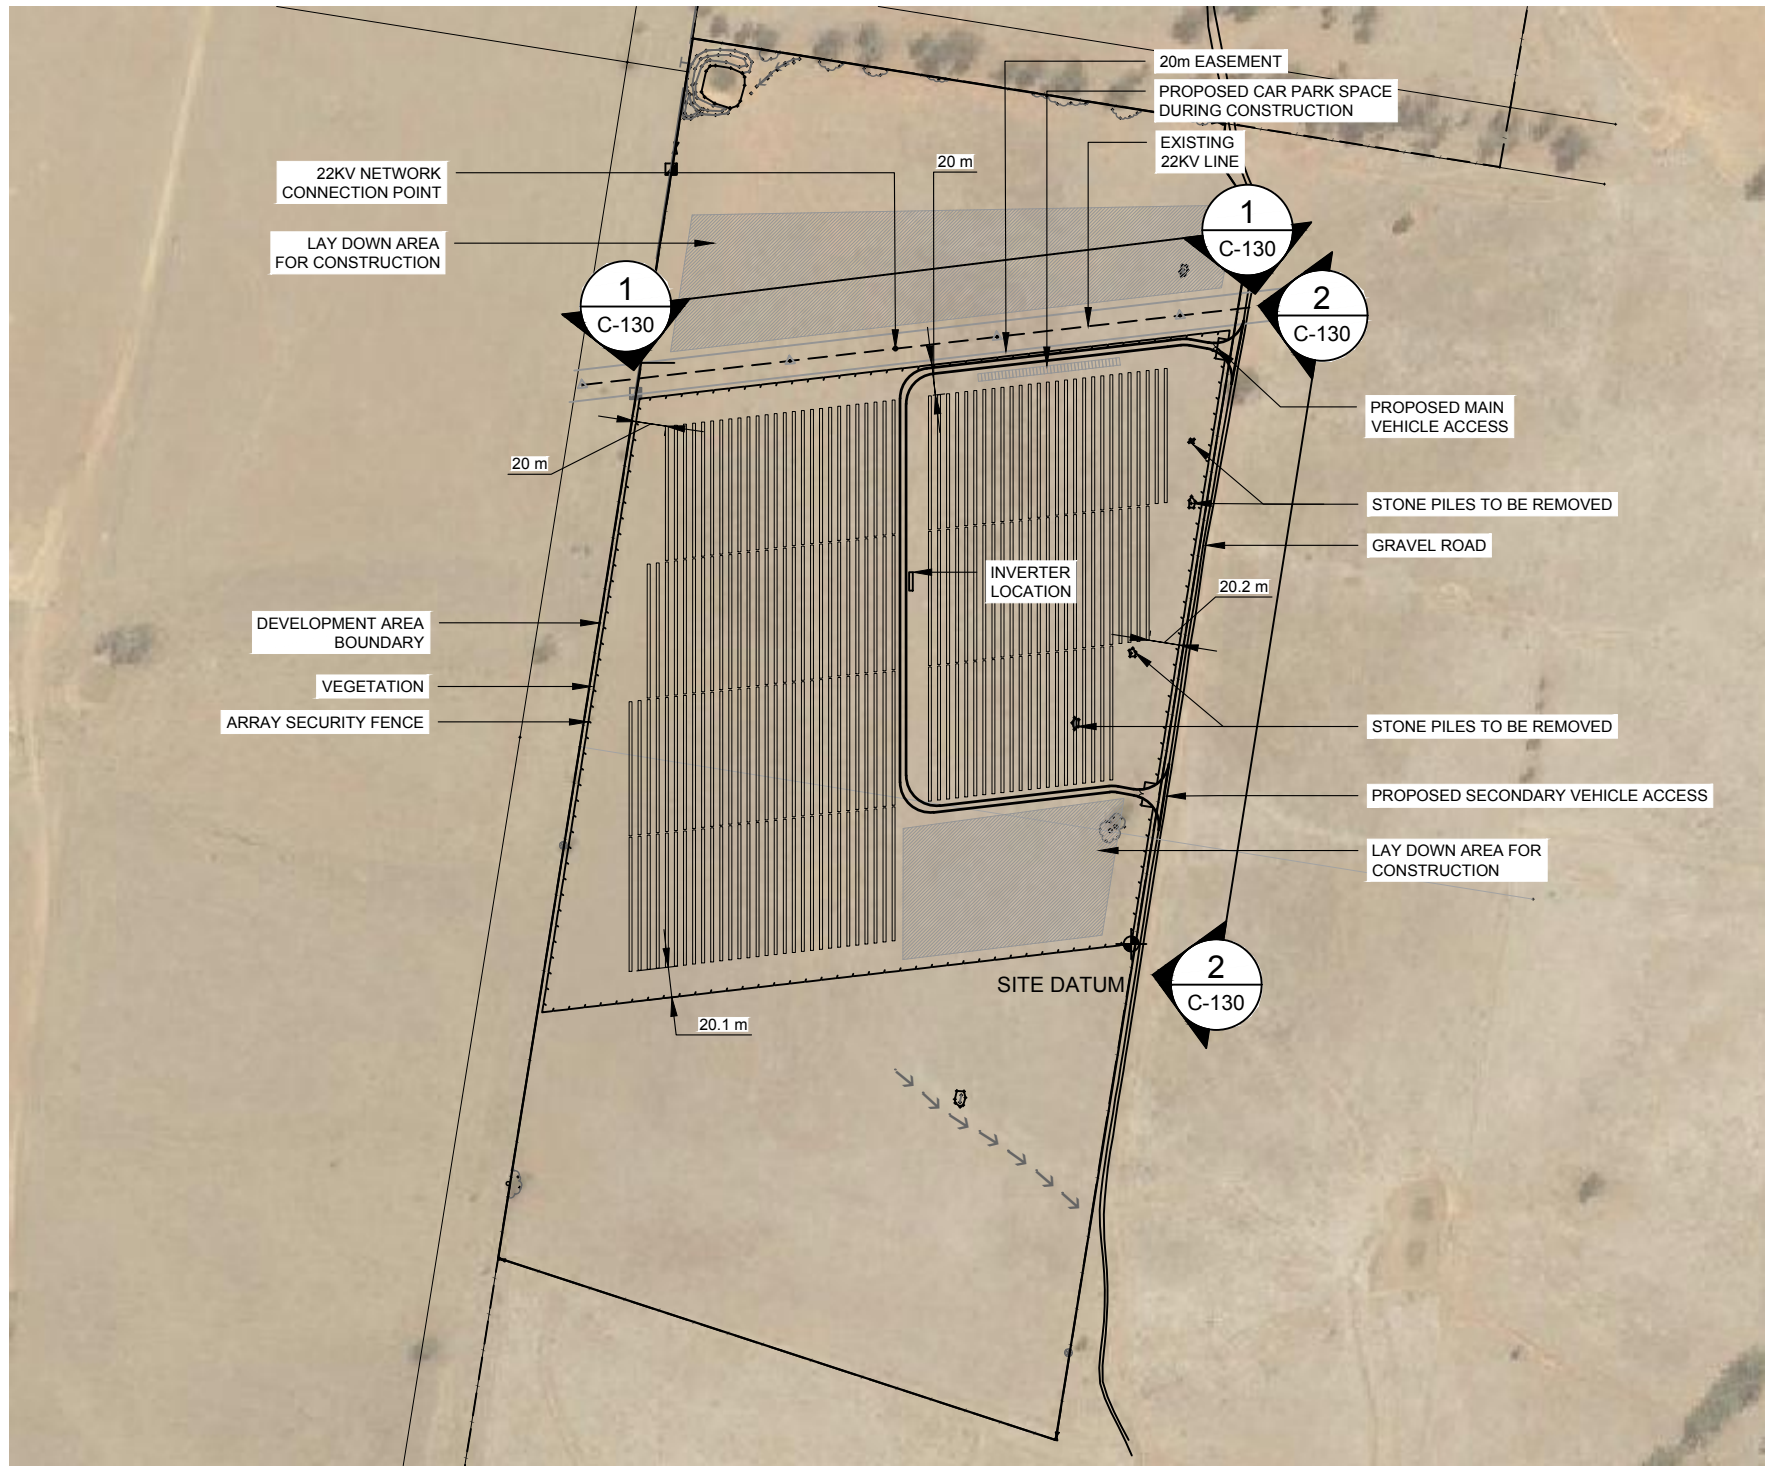 20m EASEMENT
PROPOSED CAR PARK SPACE
DURING CONSTRUCTION
EXISTING
22KV LINE
20 m
22KV NETWORK
CONNECTION POINT
LAY DOWN AREA
FOR CONSTRUCTION
1
C-130
1
C-130
2
C-130
PROPOSED MAIN
VEHICLE ACCESS
20 m
STONE PILES TO BE REMOVED
GRAVEL ROAD
INVERTER
LOCATION
20.2 m
DEVELOPMENT AREA
BOUNDARY
VEGETATION
ARRAY SECURITY FENCE
STONE PILES TO BE REMOVED
PROPOSED SECONDARY VEHICLE ACCESS
LAY DOWN AREA FOR
CONSTRUCTION
SITE DATUM
2
C-130
20.1 m